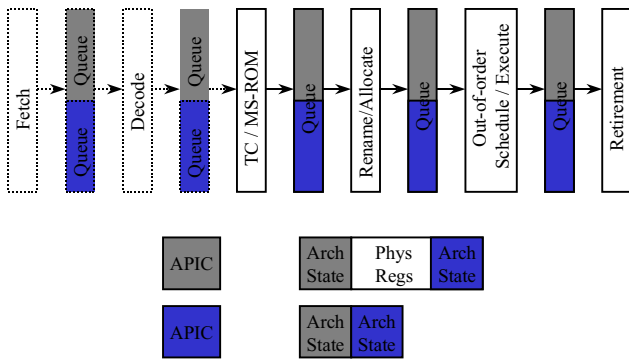 Fetch
Queue
Queue
Decode
Queue
Queue
TC / MS-ROM
Queue
Rename/Allocate
Queue
Out-of-order
Schedule / Execute
Queue
Retirement
APIC
Arch
State
Phys
Regs
Arch
State
APIC
Arch
State
Arch
State